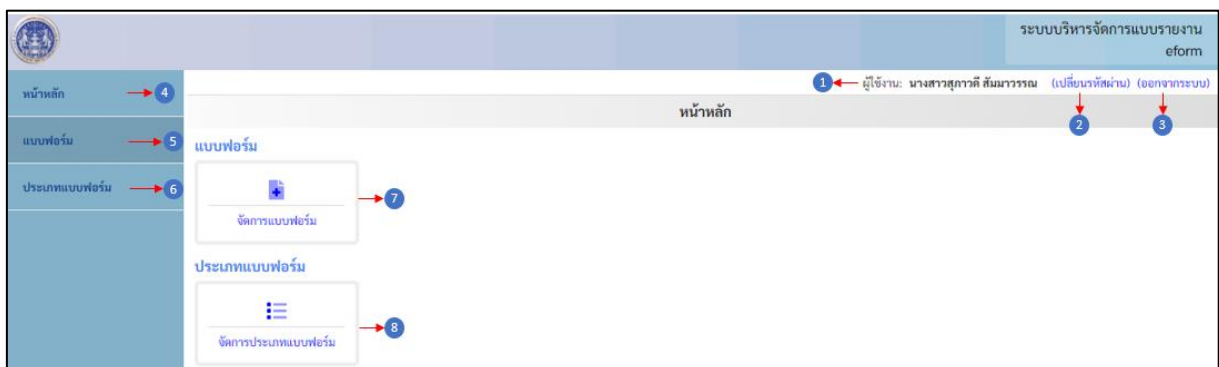 ระบบบริหารจัดการแบบรายงาน
eform
1 ผู้ใช้งาน: นางสาวสุภาวดี สัมมาวรรณ (เปลี่ยนรหัสผ่าน) (ออกจากระบบ)
หน้าหลัก 4
หน้าหลัก
2 3
แบบฟอร์ม 5
แบบฟอร์ม
ประเภทแบบฟอร์ม 6
7
จัดการแบบฟอร์ม
ประเภทแบบฟอร์ม
8
จัดการประเภทแบบฟอร์ม